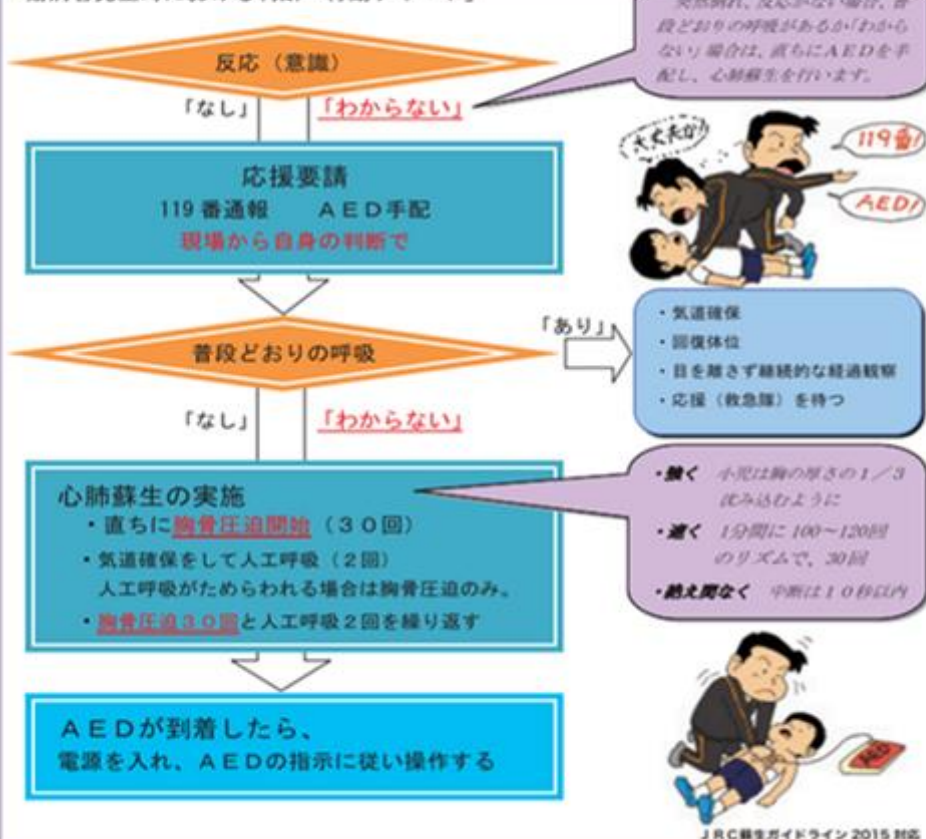 段どおりの呼吸があるか「わから
ない」場合は、直ちにAEDを手
配し、心肺蘇生を行います。
反応（意識）
「なし」
「わからない」
応援要請
119番通報　　AED手配
現場から自身の判断で
大丈夫か!!
119番!
AED!
普段どおりの呼吸
「あり」
・気道確保
・回復体位
・目を離さず継続的な経過観察
・応援（救急隊）を待つ
「なし」
「わからない」
心肺蘇生の実施
・直ちに胸骨圧迫開始（30回）
・気道確保をして人工呼吸（2回）
人工呼吸がためらわれる場合は胸骨圧迫のみ。
・胸骨圧迫30回と人工呼吸2回を繰り返す
・強く　小児は胸の厚さの1／3
沈み込むように
・速く　1分間に100～120回
のリズムで、30回
・絶え間なく　中断は10秒以内
AEDが到着したら、
電源を入れ、AEDの指示に従い操作する
AED
JRC蘇生ガイドライン2015対応